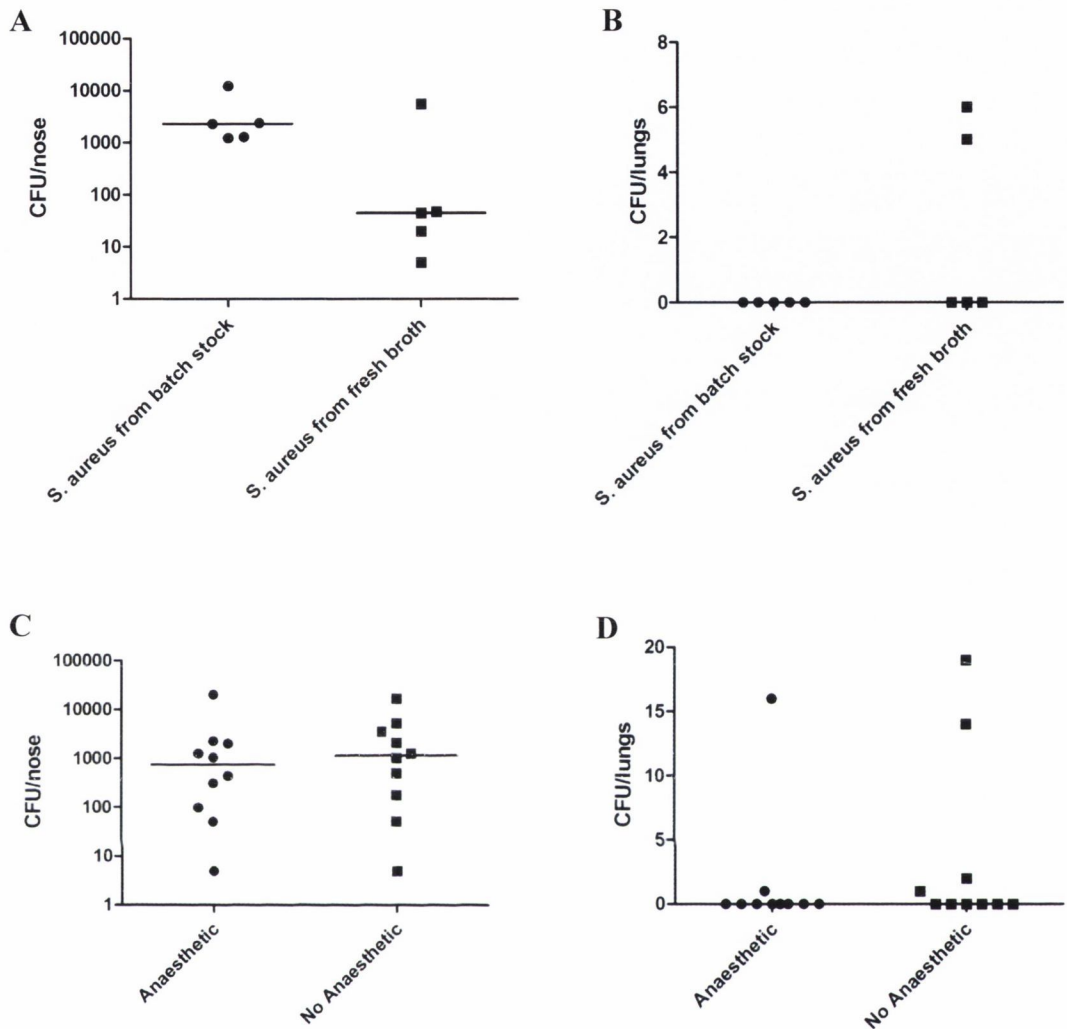 A
100000
10000
1000
100
10
1
CFU/nose
S. aureus from batch stock
S. aureus from fresh broth
B
8
6
4
2
0
CFU/lungs
S. aureus from batch stock
S. aureus from fresh broth
C
100000
10000
1000
100
10
1
CFU/nose
Anaesthetic
No Anaesthetic
D
20
15
10
5
0
CFU/lungs
Anaesthetic
No Anaesthetic